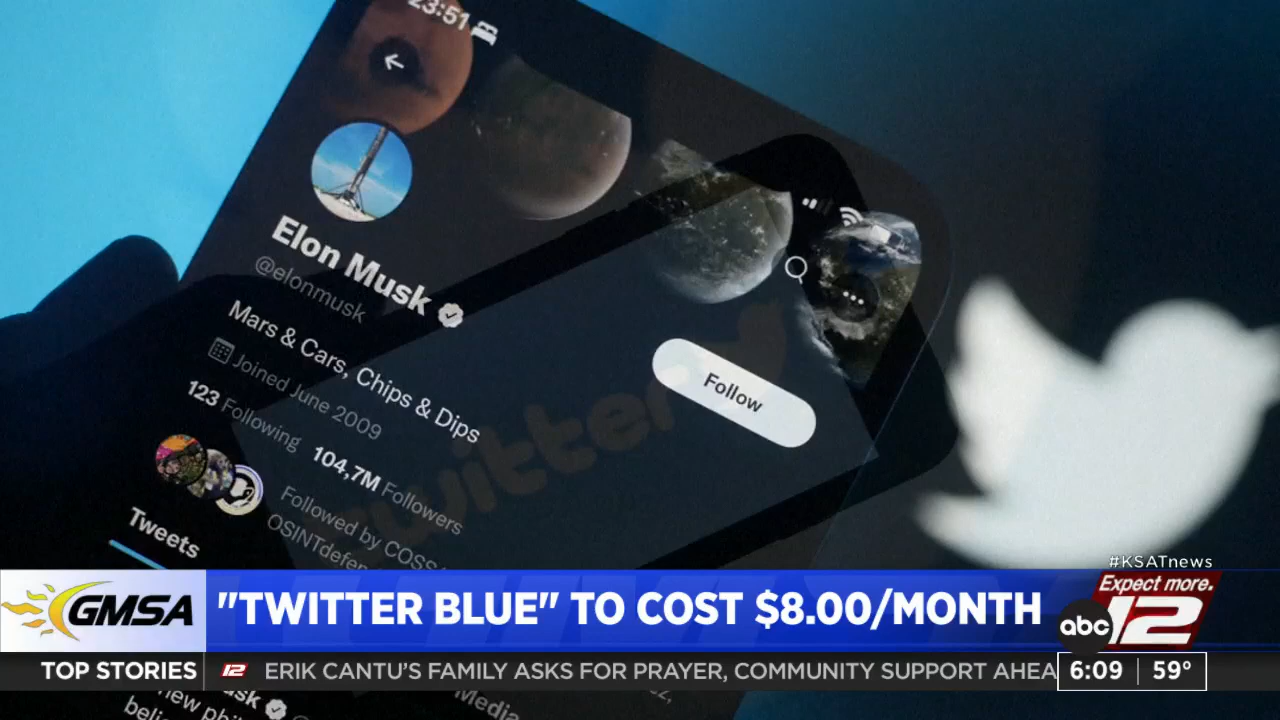 23:51
Elon Musk
@elonmusk
Mars & Cars, Chips & Dips
Joined June 2009
123 Following 104,7M Followers
Followed by
Follow
Tweets
twitter
#KSATnews
GMSA
"TWITTER BLUE" TO COST $8.00/MONTH
Expect more.
abc 12
TOP STORIES
12 ERIK CANTU'S FAMILY ASKS FOR PRAYER, COMMUNITY SUPPORT AHEA
6:09 59°
Media